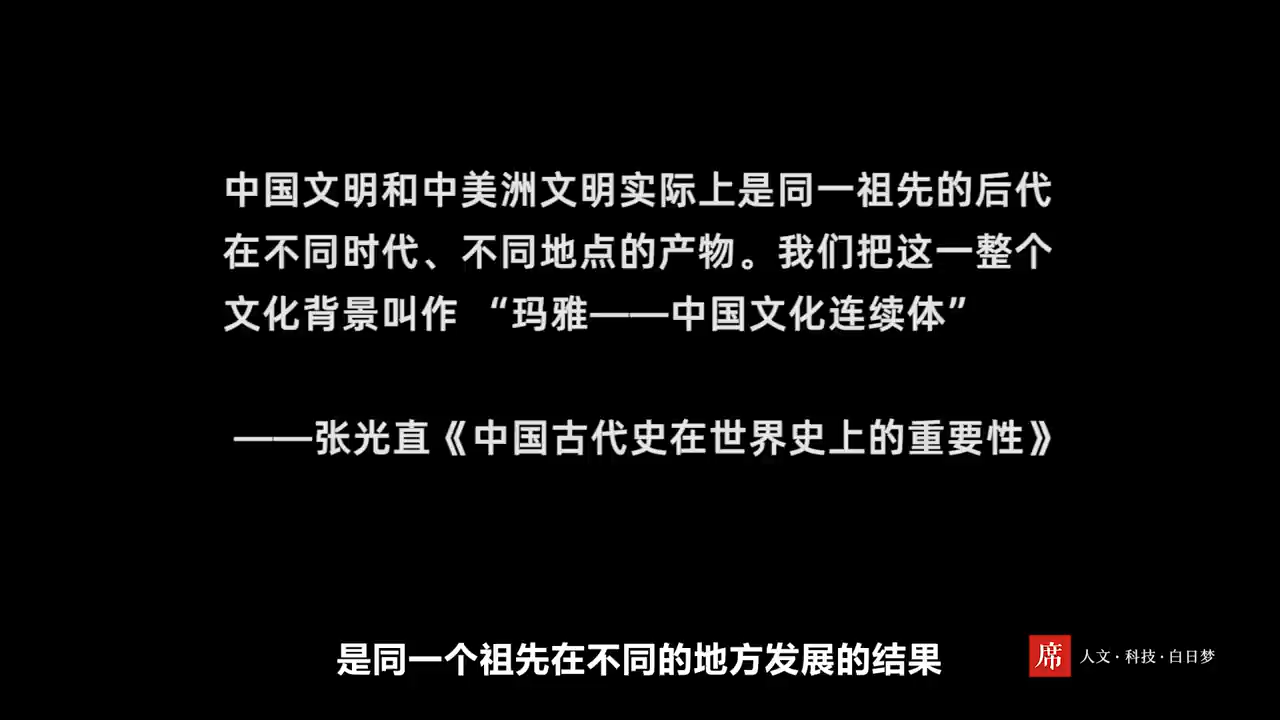 中国文明和中美洲文明实际上是同一祖先的后代
在不同时代、不同地点的产物。我们把这一整个
文化背景叫作 “玛雅——中国文化连续体”
——张光直《中国古代史在世界史上的重要性》
是同一个祖先在不同的地方发展的结果
席 人文·科技·白日梦